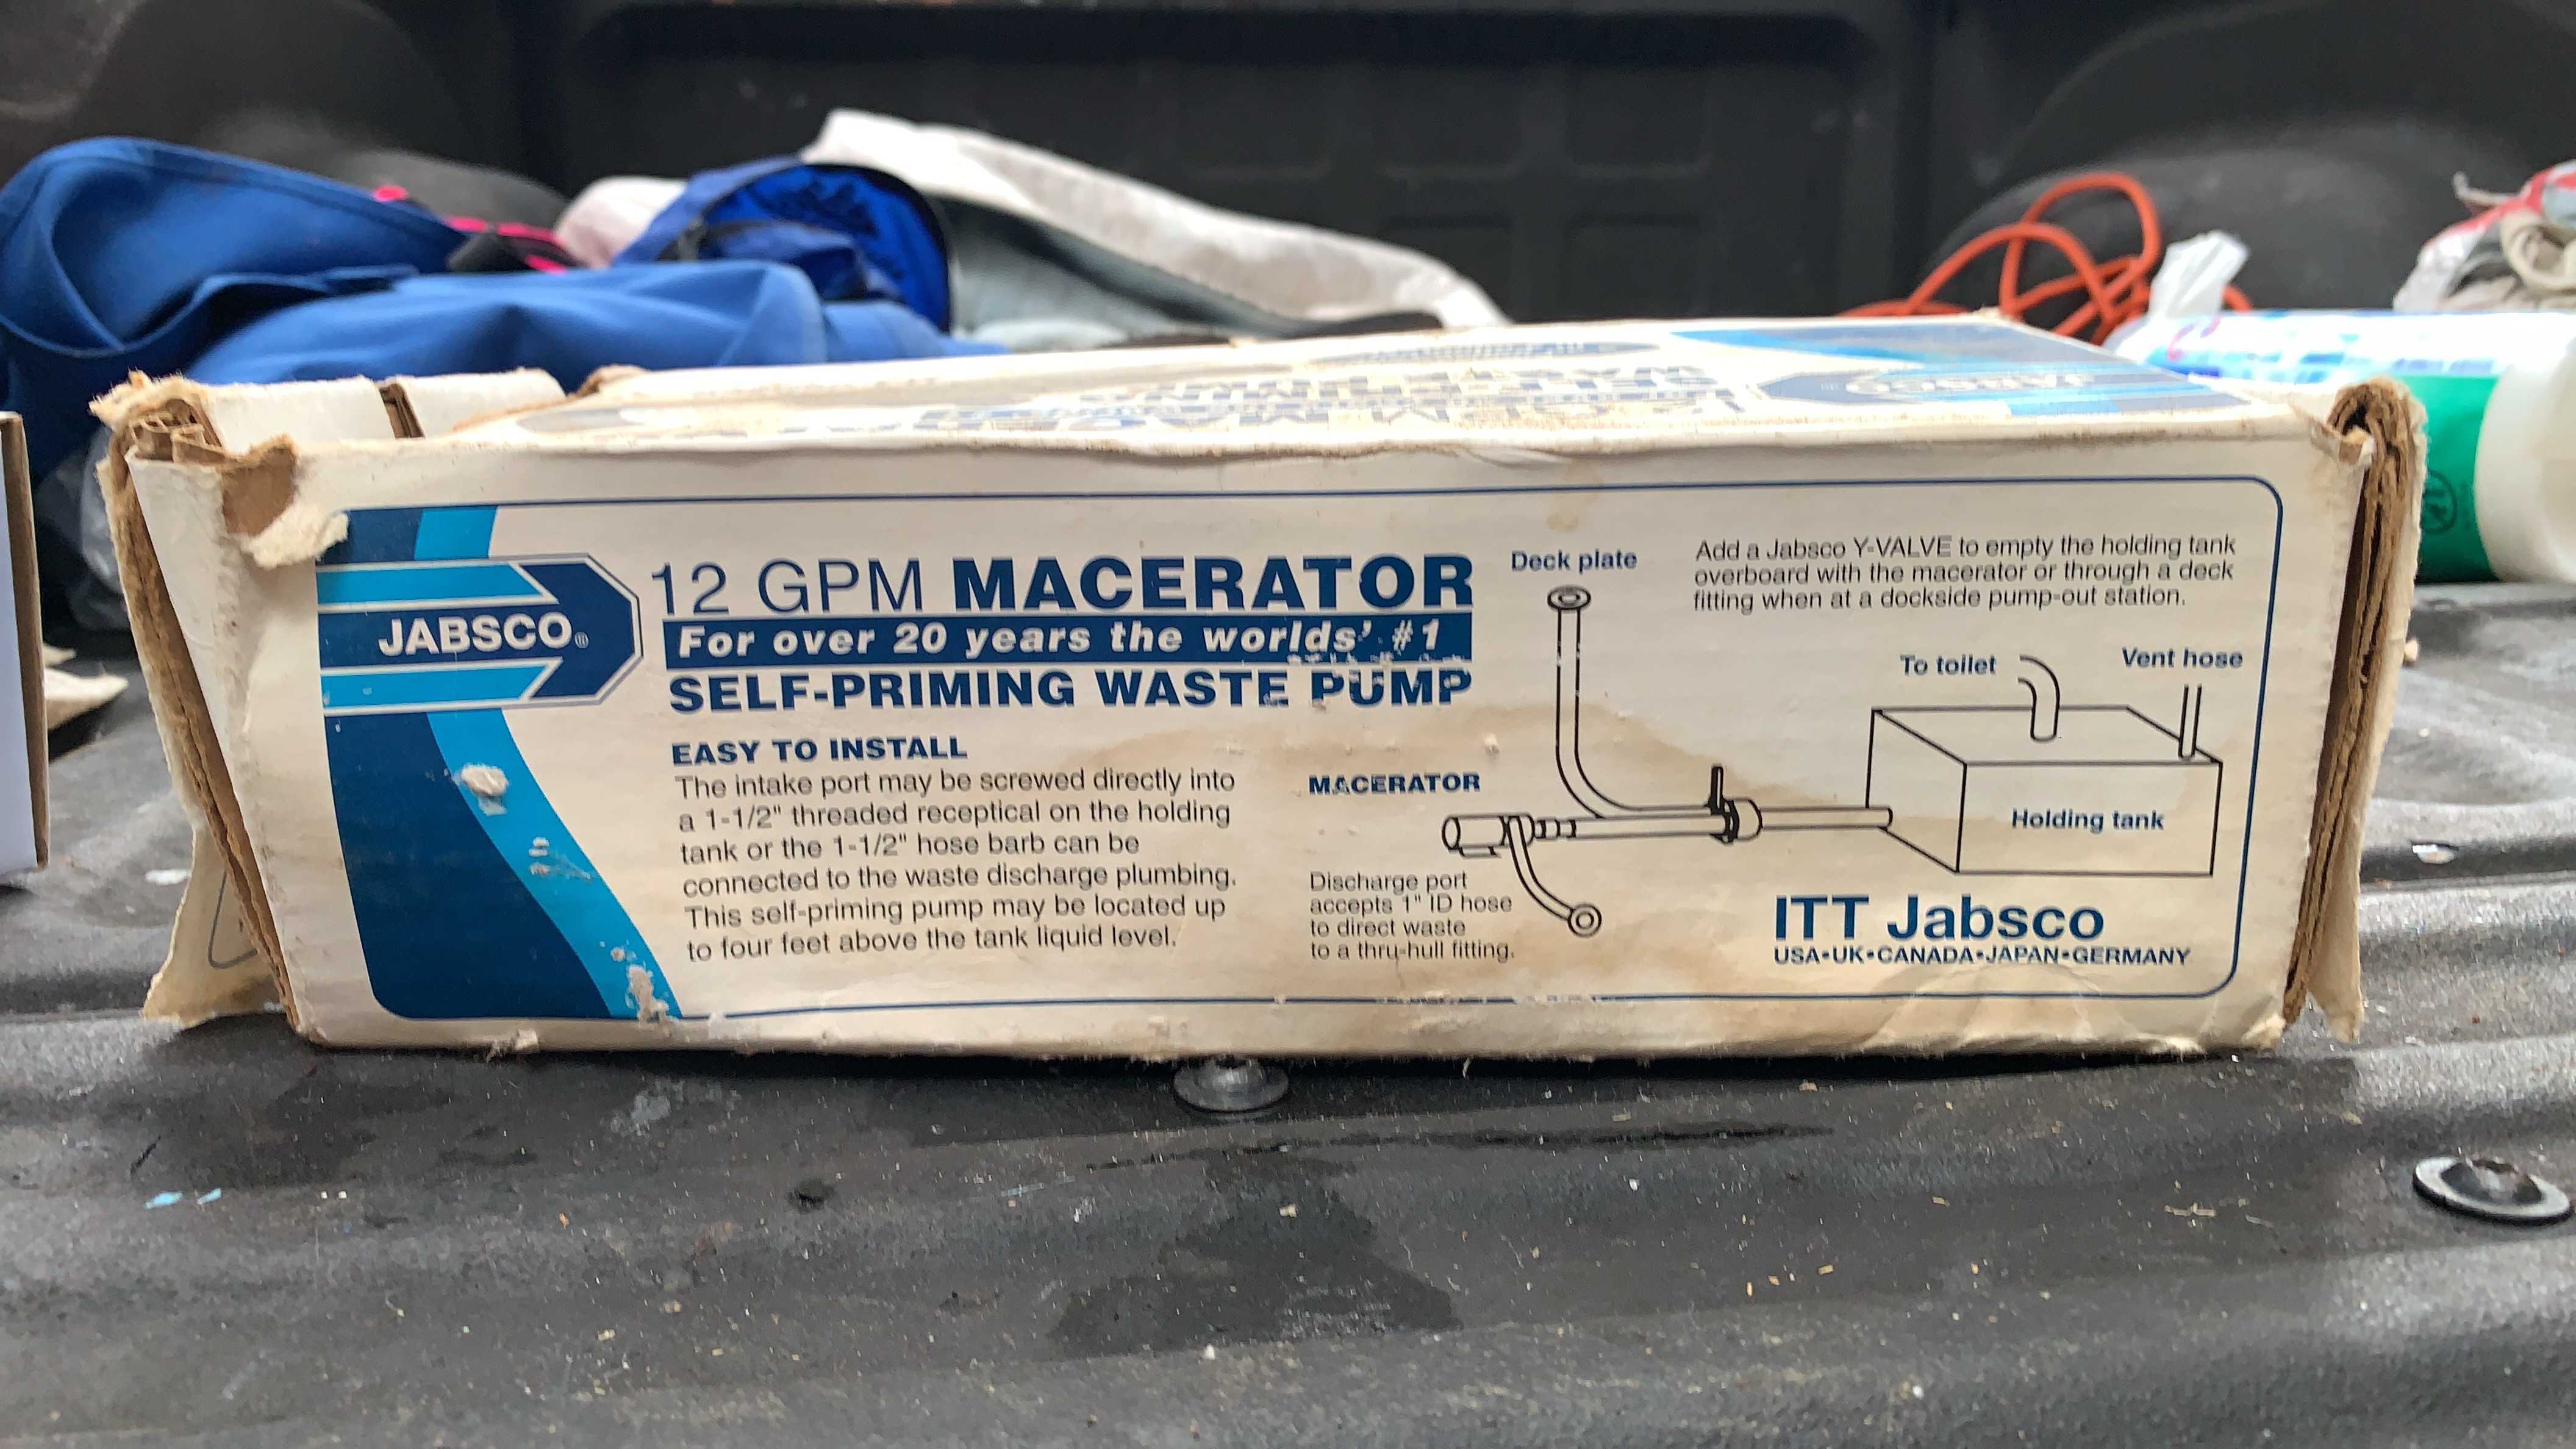 JABSCO®
12 GPM MACERATOR
For over 20 years the worlds' #1
SELF-PRIMING WASTE PUMP
EASY TO INSTALL
The intake port may be screwed directly into
a 1-1/2" threaded receptical on the holding
tank or the 1-1/2" hose barb can be
connected to the waste discharge plumbing.
This self-priming pump may be located up
to four feet above the tank liquid level.
Deck plate
MACERATOR
Discharge port
accepts 1" ID hose
to direct waste
to a thru-hull fitting.
Add a Jabsco Y-VALVE to empty the holding tank
overboard with the macerator or through a deck
fitting when at a dockside pump-out station.
To toilet
Vent hose
Holding tank
ITT Jabsco
USA•UK•CANADA•JAPAN•GERMANY
JABSCO